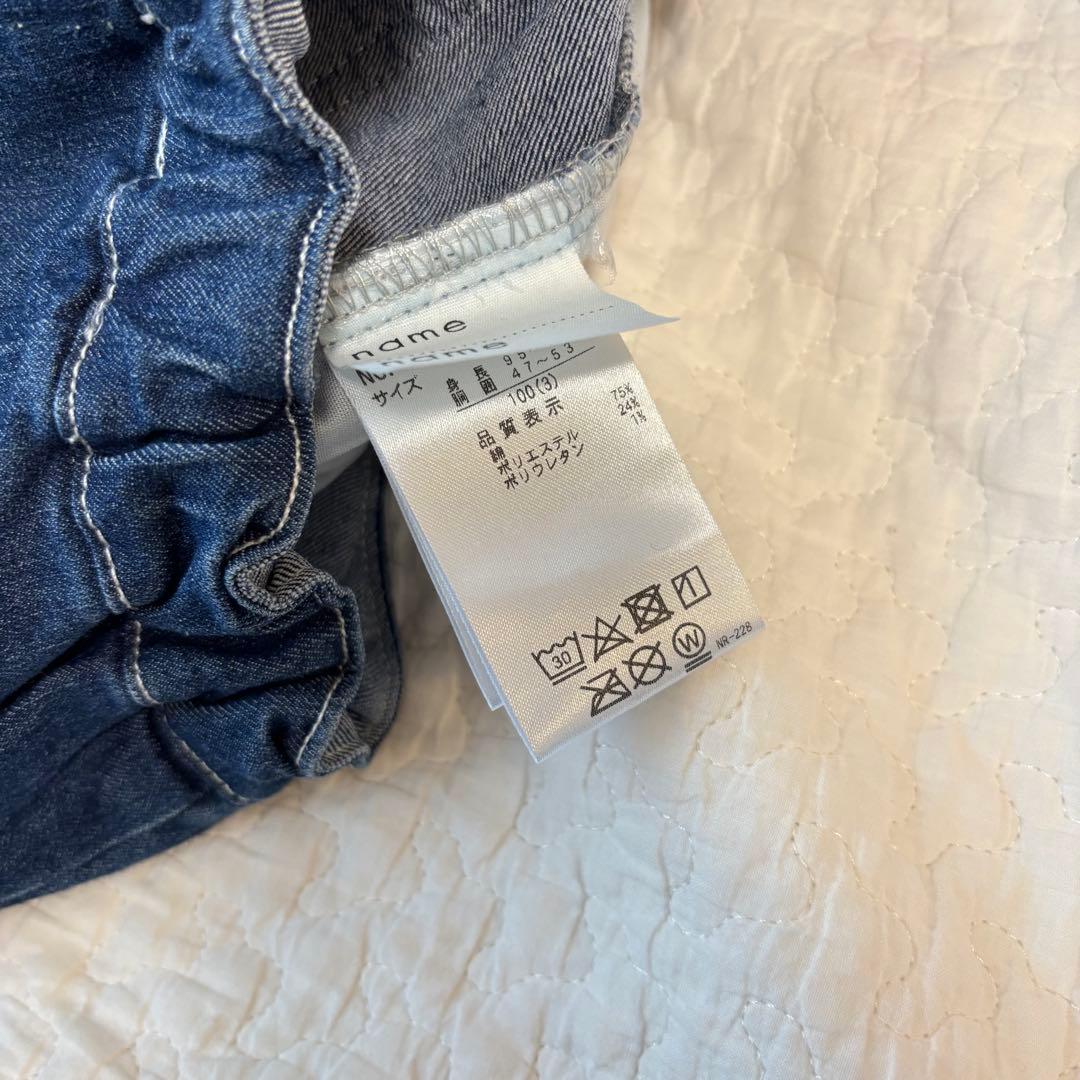 name
name
サイズ
身長 95
胴囲 47～53
100(3)
品質表示
綿 75%
ポリエステル 24%
ポリウレタン 1%
30
W
NR-228